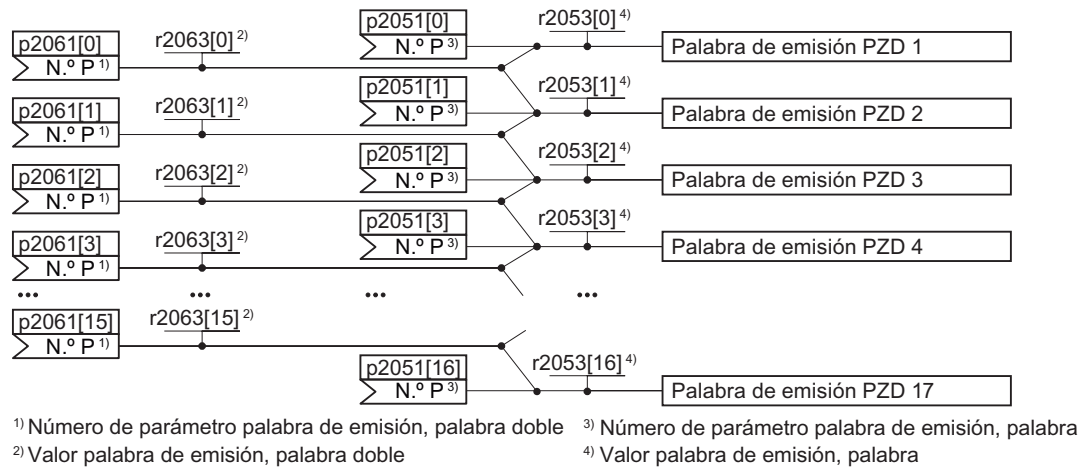 p2051[0] r2053[0] 4)
p2061[0] r2063[0] 2) N.º P 3) Palabra de emisión PZD 1
N.º P 1)
p2051[1] r2053[1] 4)
p2061[1] r2063[1] 2) N.º P 3) Palabra de emisión PZD 2
N.º P 1)
p2051[2] r2053[2] 4)
p2061[2] r2063[2] 2) N.º P 3) Palabra de emisión PZD 3
N.º P 1)
p2051[3] r2053[3] 4)
p2061[3] r2063[3] 2) N.º P 3) Palabra de emisión PZD 4
N.º P 1)
... ... ... ...
p2061[15] r2063[15] 2)
N.º P 1)
p2051[16] r2053[16] 4)
N.º P 3) Palabra de emisión PZD 17
1) Número de parámetro palabra de emisión, palabra doble 3) Número de parámetro palabra de emisión, palabra
2) Valor palabra de emisión, palabra doble 4) Valor palabra de emisión, palabra